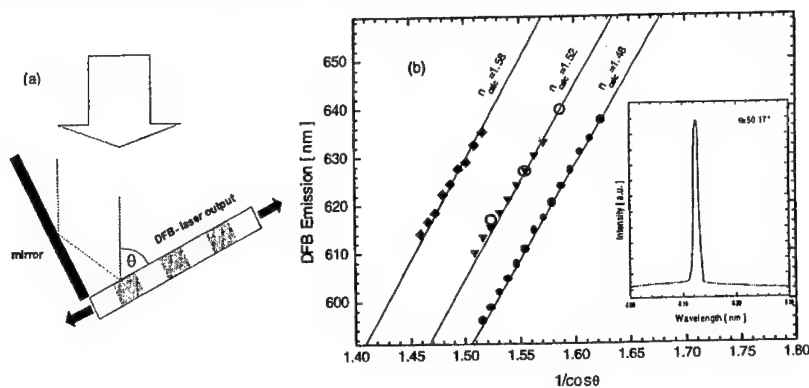 (a)
mirror
θ
DFB-laser output
(b)
DFB Emission [ nm ]
650
640
630
620
610
600
n calc =1.58
n calc =1.52
n calc =1.48
1.40 1.45 1.50 1.55 1.60 1.65 1.70 1.75 1.80
1/cosθ
Intensity [ a.u. ]
Wavelength [ nm ]